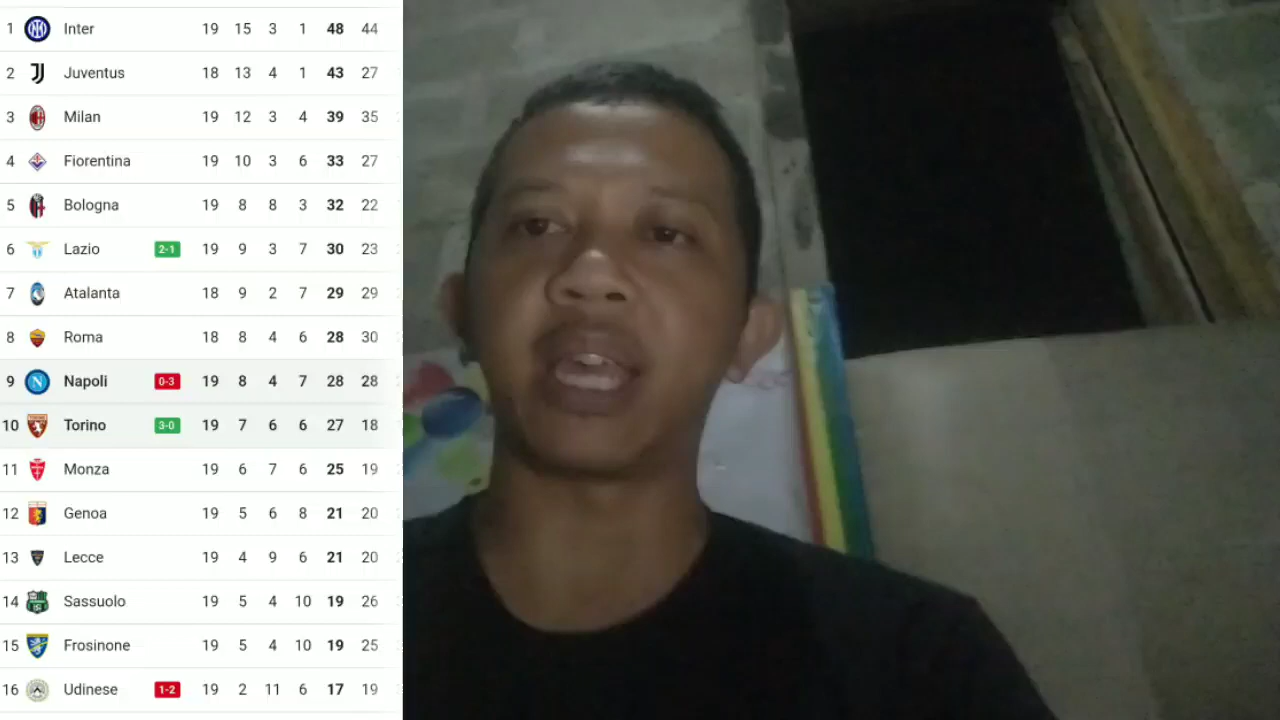 1 Inter 19 15 3 1 48 44
2 Juventus 18 13 4 1 43 27
3 Milan 19 12 3 4 39 35
4 Fiorentina 19 10 3 6 33 27
5 Bologna 19 8 8 3 32 22
6 Lazio 2-1 19 9 3 7 30 23
7 Atalanta 18 9 2 7 29 29
8 Roma 18 8 4 6 28 30
9 Napoli 0-3 19 8 4 7 28 28
10 Torino 3-0 19 7 6 6 27 18
11 Monza 19 6 7 6 25 19
12 Genoa 19 5 6 8 21 20
13 Lecce 19 4 9 6 21 20
14 Sassuolo 19 5 4 10 19 26
15 Frosinone 19 5 4 10 19 25
16 Udinese 1-2 19 2 11 6 17 19